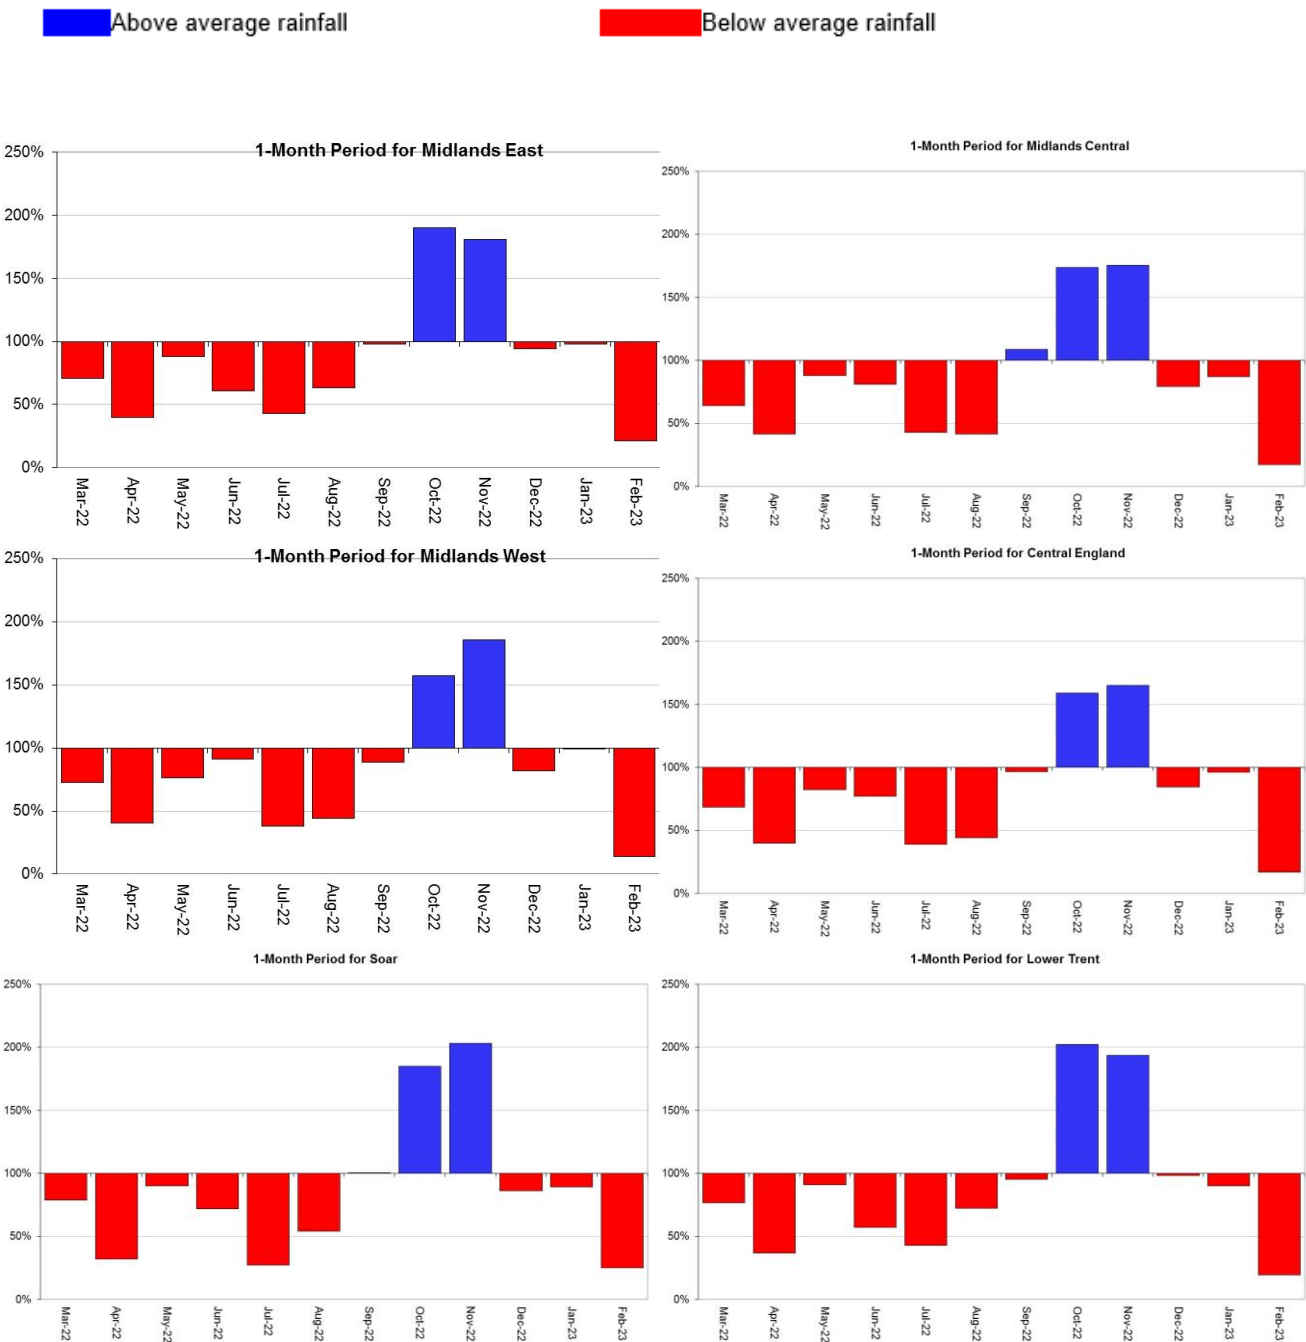 Above average rainfall
Below average rainfall
1-Month Period for Midlands East
250%
200%
150%
100%
50%
0%
Mar-22
Apr-22
May-22
Jun-22
Jul-22
Aug-22
Sep-22
Oct-22
Nov-22
Dec-22
Jan-23
Feb-23
1-Month Period for Midlands Central
250%
200%
150%
100%
50%
0%
Mar-22
Apr-22
May-22
Jun-22
Jul-22
Aug-22
Sep-22
Oct-22
Nov-22
Dec-22
Jan-23
Feb-23
1-Month Period for Midlands West
250%
200%
150%
100%
50%
0%
Mar-22
Apr-22
May-22
Jun-22
Jul-22
Aug-22
Sep-22
Oct-22
Nov-22
Dec-22
Jan-23
Feb-23
1-Month Period for Central England
250%
200%
150%
100%
50%
0%
Mar-22
Apr-22
May-22
Jun-22
Jul-22
Aug-22
Sep-22
Oct-22
Nov-22
Dec-22
Jan-23
Feb-23
1-Month Period for Soar
250%
200%
150%
100%
50%
0%
Mar-22
Apr-22
May-22
Jun-22
Jul-22
Aug-22
Sep-22
Oct-22
Nov-22
Dec-22
Jan-23
Feb-23
1-Month Period for Lower Trent
250%
200%
150%
100%
50%
0%
Mar-22
Apr-22
May-22
Jun-22
Jul-22
Aug-22
Sep-22
Oct-22
Nov-22
Dec-22
Jan-23
Feb-23